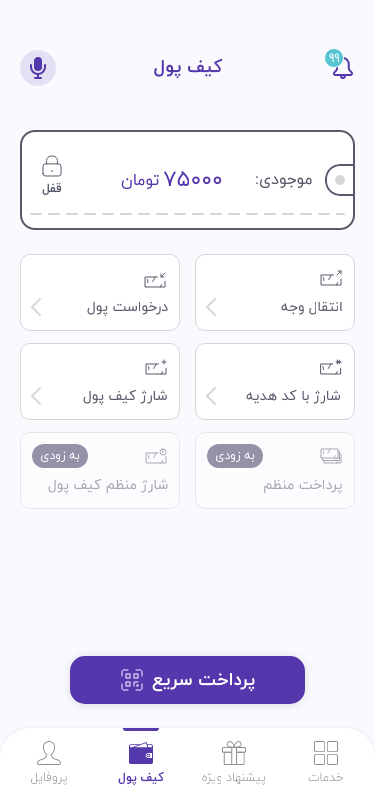 کیف پول
۹۹
موجودی: ۷۵۰۰۰ تومان
قفل
انتقال وجه
درخواست پول
شارژ با کد هدیه
شارژ کیف پول
به زودی
پرداخت منظم
به زودی
شارژ منظم کیف پول
پرداخت سریع
خدمات
پیشنهاد ویژه
کیف پول
پروفایل